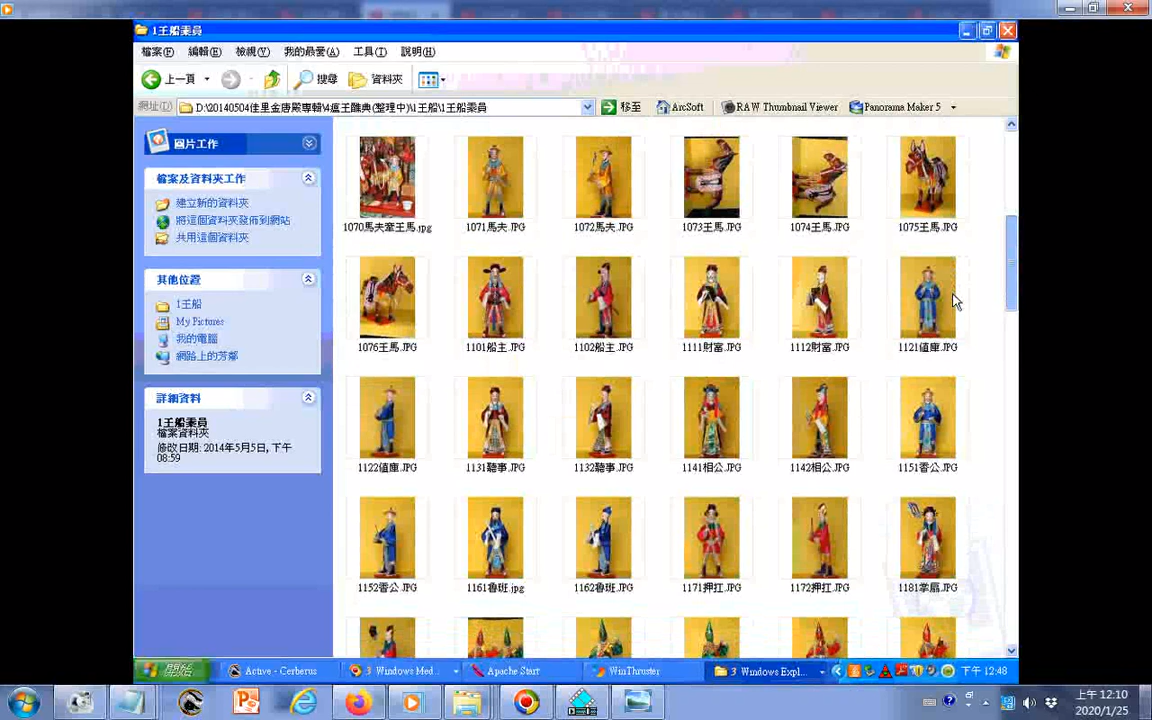 1王船乘員
檔案(F) 編輯(E) 檢視(V) 我的最愛(A) 工具(T) 說明(H)
上一頁 搜尋 資料夾
網址(D) D:\20140504佳里金唐殿專輯\4瘟王醮典(整理中)\1王船\1王船乘員 移至 ArcSoft RAW Thumbnail Viewer Panorama Maker 5
圖片工作
檔案及資料夾工作
建立新的資料夾
將這個資料夾發佈到網站
共用這個資料夾
其他位置
1王船
My Pictures
我的電腦
網路上的芳鄰
詳細資料
1王船乘員
檔案資料夾
修改日期: 2014年5月5日, 下午
08:59
1070馬夫牽王馬.jpg 1071馬夫.JPG 1072馬夫.JPG 1073王馬.JPG 1074王馬.JPG 1075王馬.JPG
1076王馬.JPG 1101船主.JPG 1102船主.JPG 1111財富.JPG 1112財富.JPG 1121値庫.JPG
1122値庫.JPG 1131聽事.JPG 1132聽事.JPG 1141相公.JPG 1142相公.JPG 1151香公.JPG
1152香公.JPG 1161魯班.jpg 1162魯班.JPG 1171押扛.JPG 1172押扛.JPG 1181掌扇.JPG
開始 Active - Cerberus 3 Windows Med... Apache Start WinThruster 3 Windows Expl... 下午 12:48
上午 12:10
2020/1/25